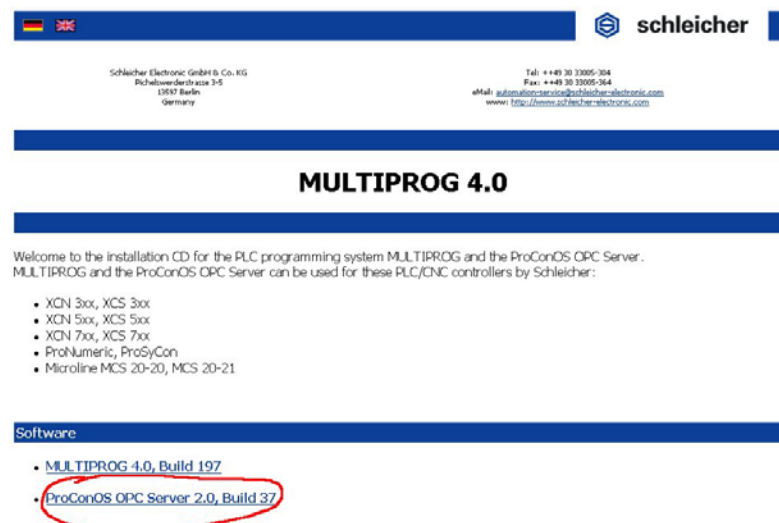 schleicher
Schleicher Electronic GmbH & Co. KG
Pichelswerderstrasse 3-5
13597 Berlin
Germany
Tel: ++49 30 33005-304
Fax: ++49 30 33005-364
eMail: automation-service@schleicher-electronic.com
www: http://www.schleicher-electronic.com
MULTIPROG 4.0
Welcome to the installation CD for the PLC programming system MULTIPROG and the ProConOS OPC Server.
MULTIPROG and the ProConOS OPC Server can be used for these PLC/CNC controllers by Schleicher:
• XCN 3xx, XCS 3xx
• XCN 5xx, XCS 5xx
• XCN 7xx, XCS 7xx
• ProNumeric, ProSyCon
• Microline MCS 20-20, MCS 20-21
Software
• MULTIPROG 4.0, Build 197
• ProConOS OPC Server 2.0, Build 37